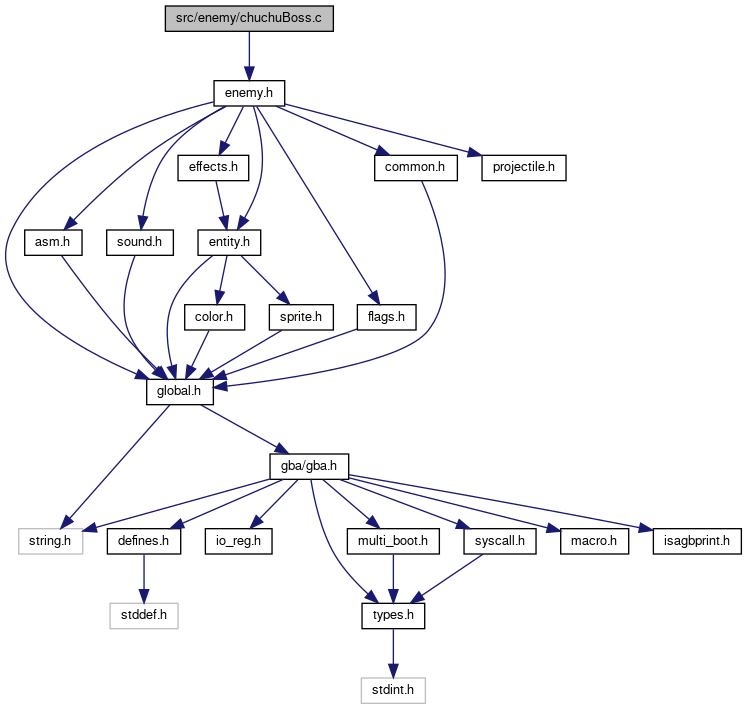 src/enemy/chuchuBoss.c
enemy.h
effects.h
common.h
projectile.h
asm.h
sound.h
entity.h
color.h
sprite.h
flags.h
global.h
gba/gba.h
string.h
defines.h
io_reg.h
multi_boot.h
syscall.h
macro.h
isagbprint.h
stddef.h
types.h
stdint.h